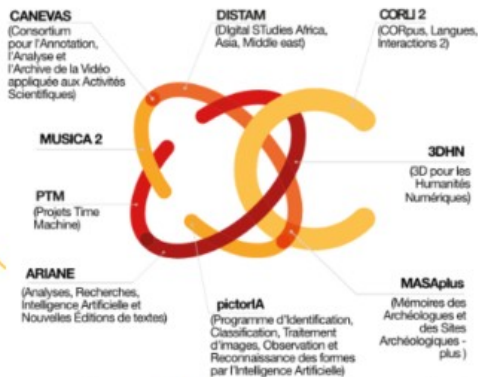 CANEVAS
(Consortium
pour l'Annotation,
l'Analyse et
l'Archive de la Vidéo
appliquée aux Activités
Scientifiques)
DISTAM
(DIgital STudies Africa,
Asia, Middle east)
CORLI 2
(CORpus, Langues,
Interactions 2)
MUSICA 2
3DHN
(3D pour les
Humanités
Numériques)
PTM
(Projets Time
Machine)
ARIANE
(Analyses, Recherches,
Intelligence Artificielle et
Nouvelles Éditions de textes)
pictorIA
(Programme d'Identification,
Classification, Traitement
d'images, Observation et
Reconnaissance des formes
par l'Intelligence Artificielle)
MASAplus
(Mémoires des
Archéologues et
des Sites
Archéologiques -
plus )